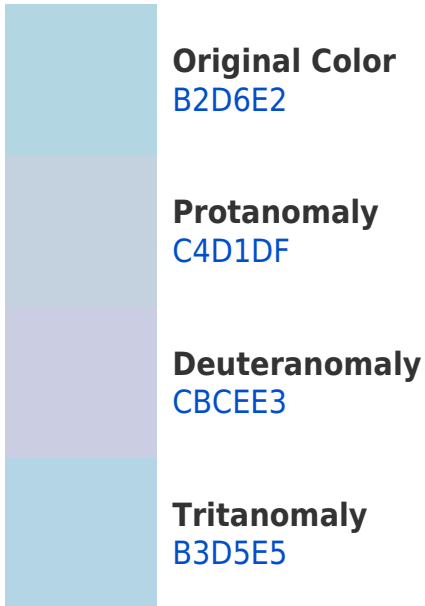 Original Color
B2D6E2
Protanomaly
C4D1DF
Deuteranomaly
CBCEE3
Tritanomaly
B3D5E5